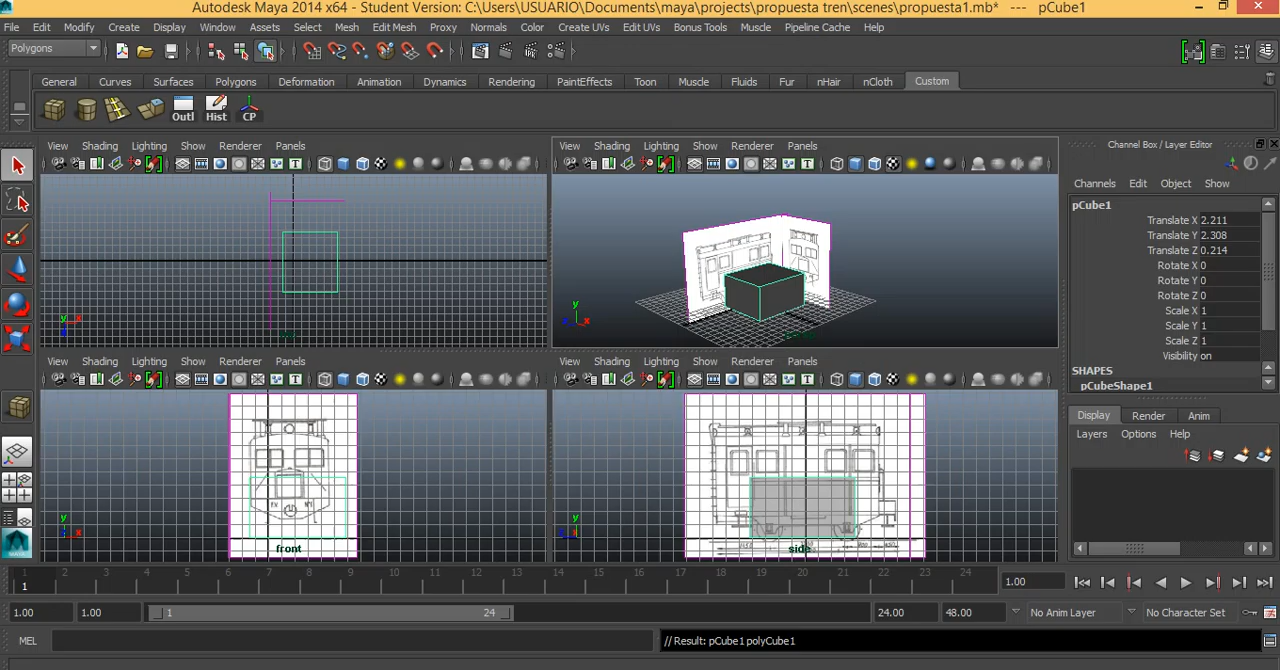 Autodesk Maya 2014 x64 - Student Version: C:\Users\USUARIO\Documents\maya\projects\propuesta tren\scenes\propuesta1.mb* --- pCube1
File Edit Modify Create Display Window Assets Select Mesh Edit Mesh Proxy Normals Color Create UVs Edit UVs Bonus Tools Muscle Pipeline Cache Help
Polygons
General Curves Surfaces Polygons Deformation Animation Dynamics Rendering PaintEffects Toon Muscle Fluids Fur nHair nCloth Custom
Outl Hist CP
View Shading Lighting Show Renderer Panels
View Shading Lighting Show Renderer Panels
Channel Box / Layer Editor
Channels Edit Object Show
pCube1
Translate X 2.211
Translate Y 2.308
Translate Z 0.214
Rotate X 0
Rotate Y 0
Rotate Z 0
Scale X 1
Scale Y 1
Scale Z 1
Visibility on
SHAPES
pCubeShape1
View Shading Lighting Show Renderer Panels
View Shading Lighting Show Renderer Panels
front
side
Display Render Anim
Layers Options Help
1 2 3 4 5 6 7 8 9 10 11 12 13 14 15 16 17 18 19 20 21 22 23 24
1
1.00
1.00 1.00 1 24 24.00 48.00 No Anim Layer No Character Set
MEL // Result: pCube1 polyCube1